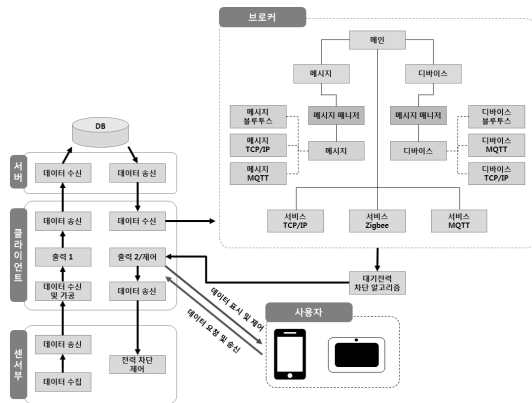 브로커
메인
메시지
디바이스
메시지
블루투스
메시지 매니저
메시지 매니저
디바이스
블루투스
메시지
TCP/IP
디바이스
MQTT
메시지
디바이스
메시지
MQTT
디바이스
TCP/IP
서비스
TCP/IP
서비스
Zigbee
서비스
MQTT
대기전력
차단 알고리즘
DB
서버
데이터 수신
데이터 송신
클라이언트
데이터 송신
데이터 수신
출력 1
출력 2/제어
데이터 수신
및 가공
데이터 송신
센서부
데이터 송신
전력 차단
제어
데이터 수집
데이터 표시 및 제어
데이터 요청 및 송신
사용자